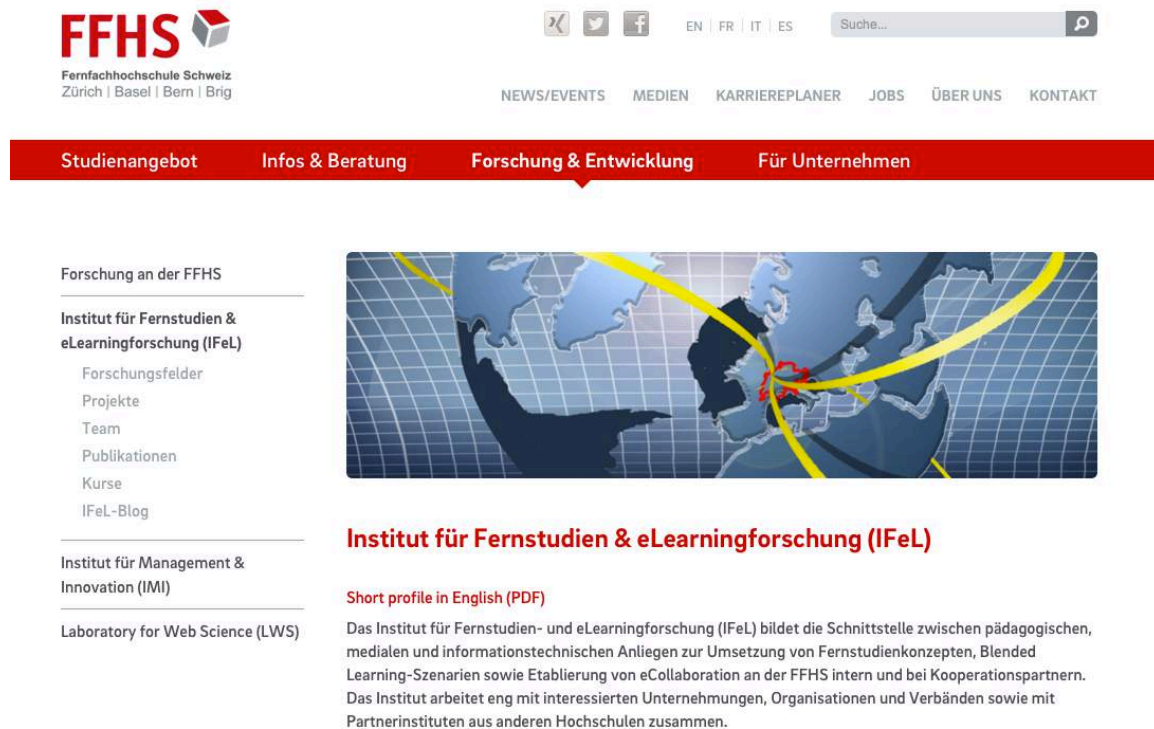 FFHS
Fernfachhochschule Schweiz
Zürich | Basel | Bern | Brig
EN | FR | IT | ES
Suche...
NEWS/EVENTS MEDIEN KARRIEREPLANER JOBS ÜBER UNS KONTAKT
Studienangebot Infos & Beratung Forschung & Entwicklung Für Unternehmen
Forschung an der FFHS
Institut für Fernstudien &
eLearningforschung (IFeL)
Forschungsfelder
Projekte
Team
Publikationen
Kurse
IFeL-Blog
Institut für Management &
Innovation (IMI)
Laboratory for Web Science (LWS)
Institut für Fernstudien & eLearningforschung (IFeL)
Short profile in English (PDF)
Das Institut für Fernstudien- und eLearningforschung (IFeL) bildet die Schnittstelle zwischen pädagogischen,
medialen und informationstechnischen Anliegen zur Umsetzung von Fernstudienkonzepten, Blended
Learning-Szenarien sowie Etablierung von eCollaboration an der FFHS intern und bei Kooperationspartnern.
Das Institut arbeitet eng mit interessierten Unternehmungen, Organisationen und Verbänden sowie mit
Partnerinstituten aus anderen Hochschulen zusammen.